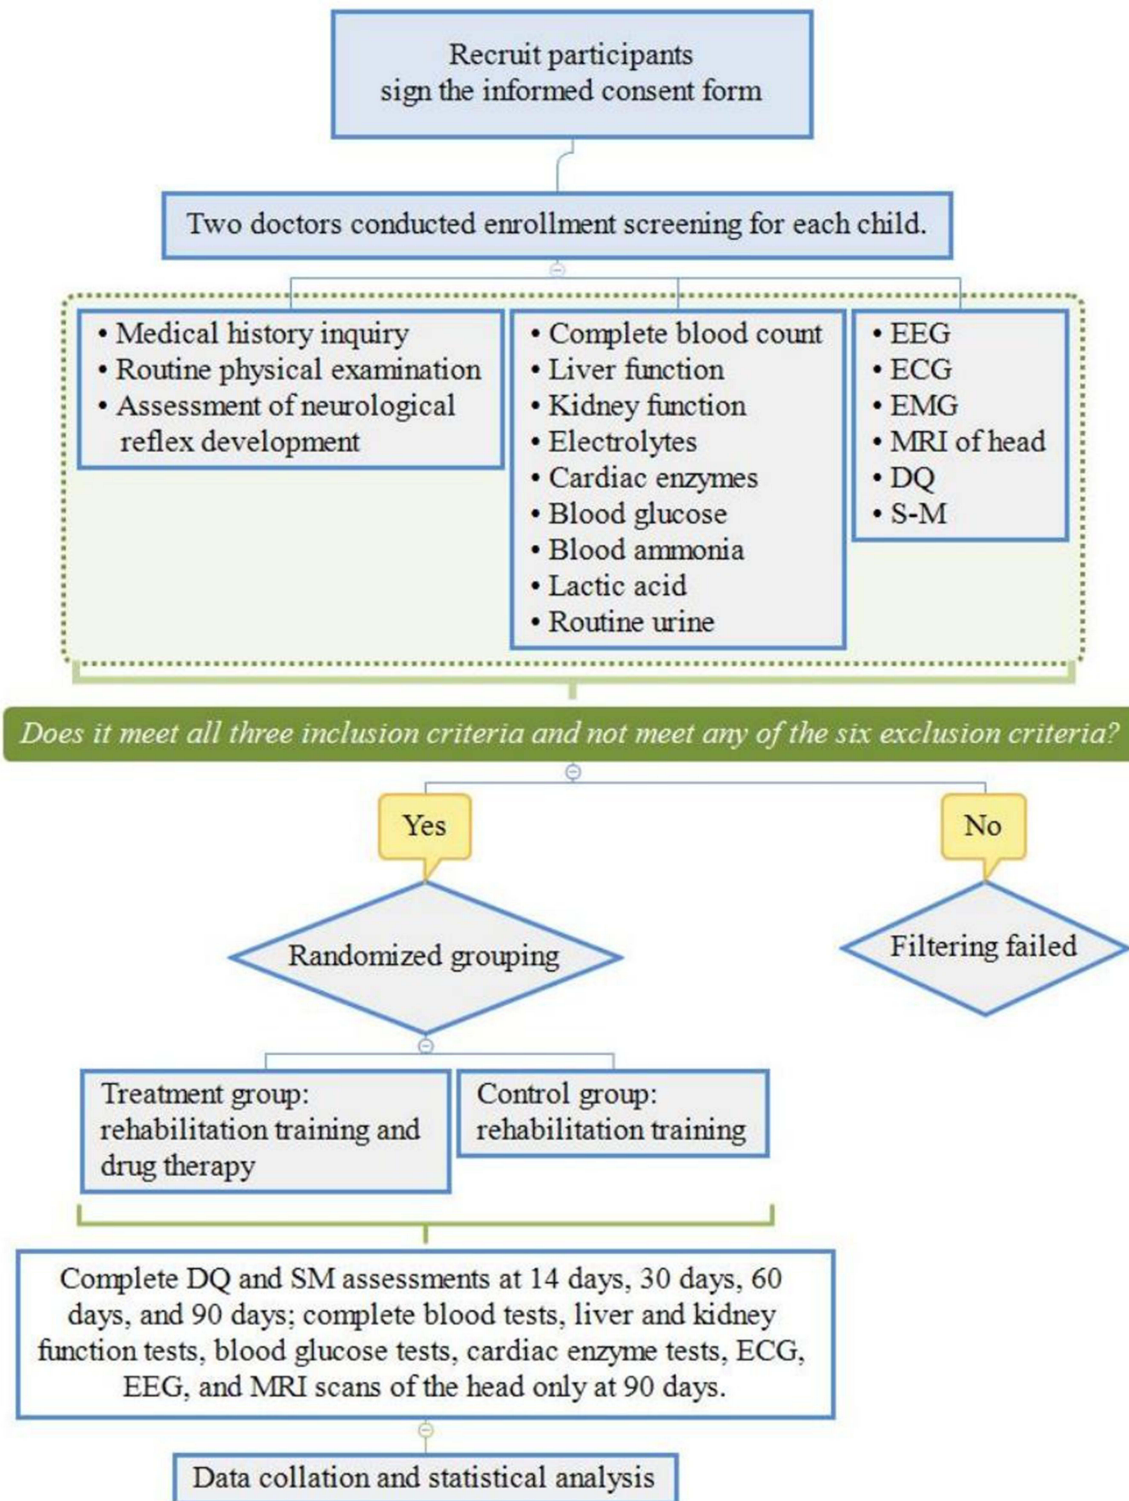 Recruit participants
sign the informed consent form
Two doctors conducted enrollment screening for each child.
• Medical history inquiry
• Routine physical examination
• Assessment of neurological
reflex development
• Complete blood count
• Liver function
• Kidney function
• Electrolytes
• Cardiac enzymes
• Blood glucose
• Blood ammonia
• Lactic acid
• Routine urine
• EEG
• ECG
• EMG
• MRI of head
• DQ
• S-M
Does it meet all three inclusion criteria and not meet any of the six exclusion criteria?
Yes
No
Randomized grouping
Filtering failed
Treatment group:
rehabilitation training and
drug therapy
Control group:
rehabilitation training
Complete DQ and SM assessments at 14 days, 30 days, 60
days, and 90 days; complete blood tests, liver and kidney
function tests, blood glucose tests, cardiac enzyme tests, ECG,
EEG, and MRI scans of the head only at 90 days.
Data collation and statistical analysis